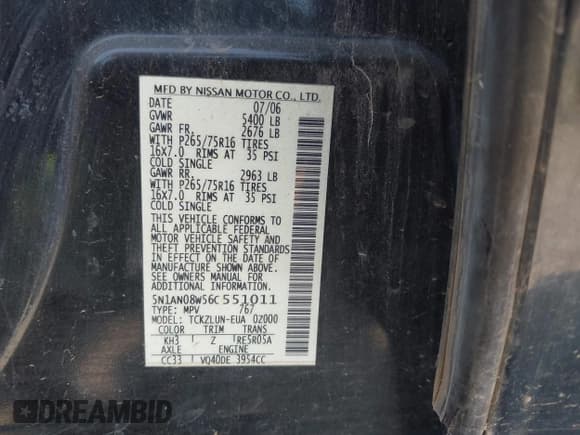 MFD BY NISSAN MOTOR CO., LTD.
DATE 07/06
GVWR 5400 LB
GAWR FR. 2676 LB
WITH P265/75R16 TIRES
16X7.0 RIMS AT 35 PSI
COLD SINGLE
GAWR RR. 2963 LB
WITH P265/75R16 TIRES
16X7.0 RIMS AT 35 PSI
COLD SINGLE
THIS VEHICLE CONFORMS TO
ALL APPLICABLE FEDERAL
MOTOR VEHICLE SAFETY AND
THEFT PREVENTION STANDARDS
IN EFFECT ON THE DATE OF
MANUFACTURE SHOWN ABOVE.
SEE OWNERS MANUAL FOR
ADDITIONAL INFORMATION.
5N1AN08W56C551011
TYPE: MPV 767
MODEL: TCKZLUN-EUA 02000
COLOR TRIM TRANS
KH3 Z RE5R05A
AXLE ENGINE
CC33 VQ40DE 3954CC
DREAMBID